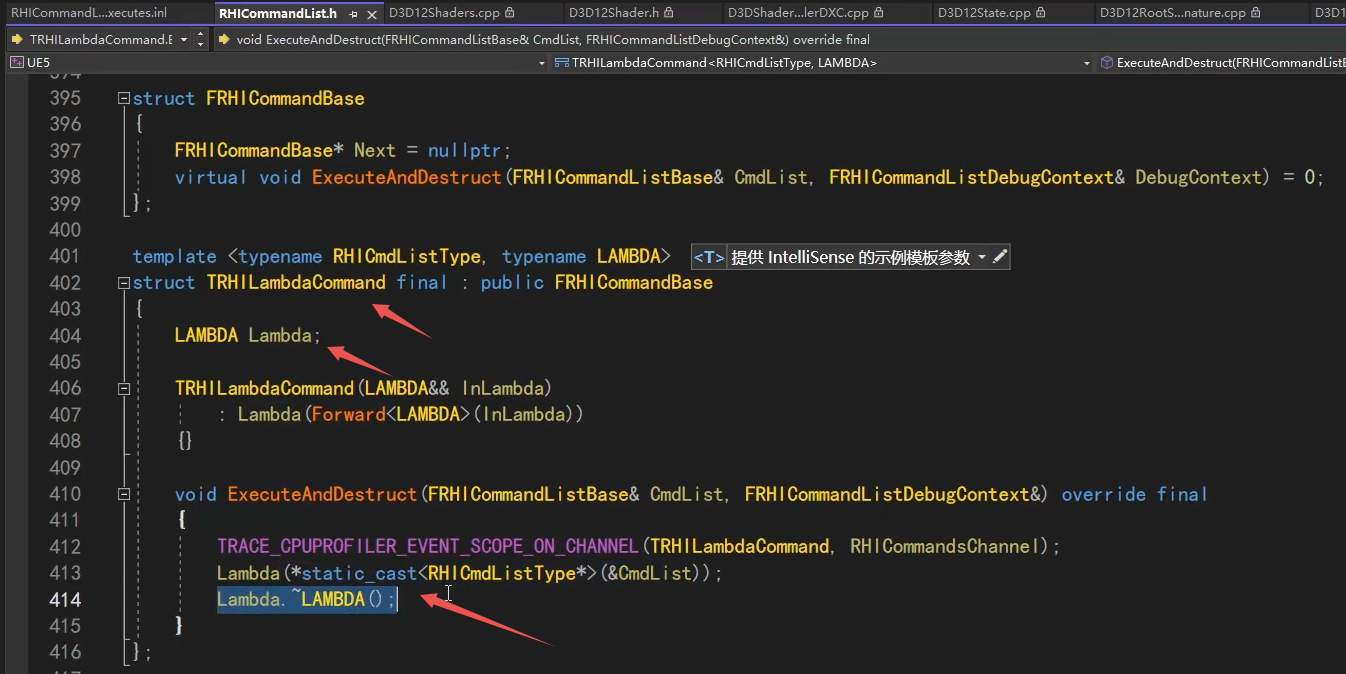 RHICommandL...xecutes.inl RHICommandList.h D3D12Shaders.cpp D3D12Shader.h D3DShader...lerDXC.cpp D3D12State.cpp D3D12RootS...nature.cpp D3D1
TRHILambdaCommand.E void ExecuteAndDestruct(FRHICommandListBase& CmdList, FRHICommandListDebugContext&) override final
UE5 TRHILambdaCommand<RHICmdListType, LAMBDA> ExecuteAndDestruct(FRHICommandListB
394
395 struct FRHICommandBase
396 {
397 FRHICommandBase* Next = nullptr;
398 virtual void ExecuteAndDestruct(FRHICommandListBase& CmdList, FRHICommandListDebugContext& DebugContext) = 0;
399 };
400
401 template <typename RHICmdListType, typename LAMBDA> <T> 提供 IntelliSense 的示例模板参数
402 struct TRHILambdaCommand final : public FRHICommandBase
403 {
404 LAMBDA Lambda;
405
406 TRHILambdaCommand(LAMBDA&& InLambda)
407 : Lambda(Forward<LAMBDA>(InLambda))
408 {}
409
410 void ExecuteAndDestruct(FRHICommandListBase& CmdList, FRHICommandListDebugContext&) override final
411 {
412 TRACE_CPUPROFILER_EVENT_SCOPE_ON_CHANNEL(TRHILambdaCommand, RHICommandsChannel);
413 Lambda(*static_cast<RHICmdListType*>(&CmdList));
414 Lambda.~LAMBDA();
415 }
416 };